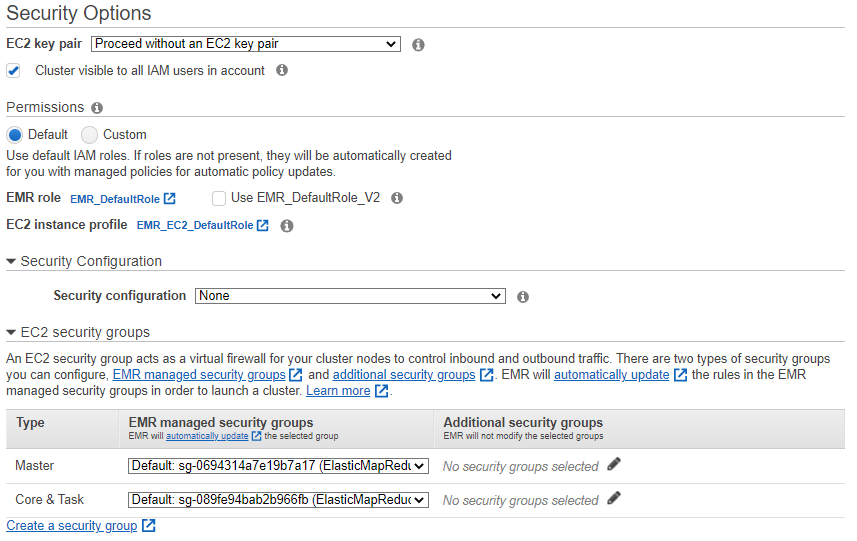 Security Options
EC2 key pair Proceed without an EC2 key pair
Cluster visible to all IAM users in account
Permissions
Default Custom
Use default IAM roles. If roles are not present, they will be automatically created
for you with managed policies for automatic policy updates.
EMR role EMR_DefaultRole Use EMR_DefaultRole_V2
EC2 instance profile EMR_EC2_DefaultRole
Security Configuration
Security configuration None
EC2 security groups
An EC2 security group acts as a virtual firewall for your cluster nodes to control inbound and outbound traffic. There are two types of security groups
you can configure, EMR managed security groups and additional security groups. EMR will automatically update the rules in the EMR
managed security groups in order to launch a cluster. Learn more.
Type EMR managed security groups Additional security groups
EMR will automatically update the selected group EMR will not modify the selected groups
Master Default: sg-0694314a7e19b7a17 (ElasticMapRedu No security groups selected
Core & Task Default: sg-089fe94bab2b966fb (ElasticMapReduc No security groups selected
Create a security group